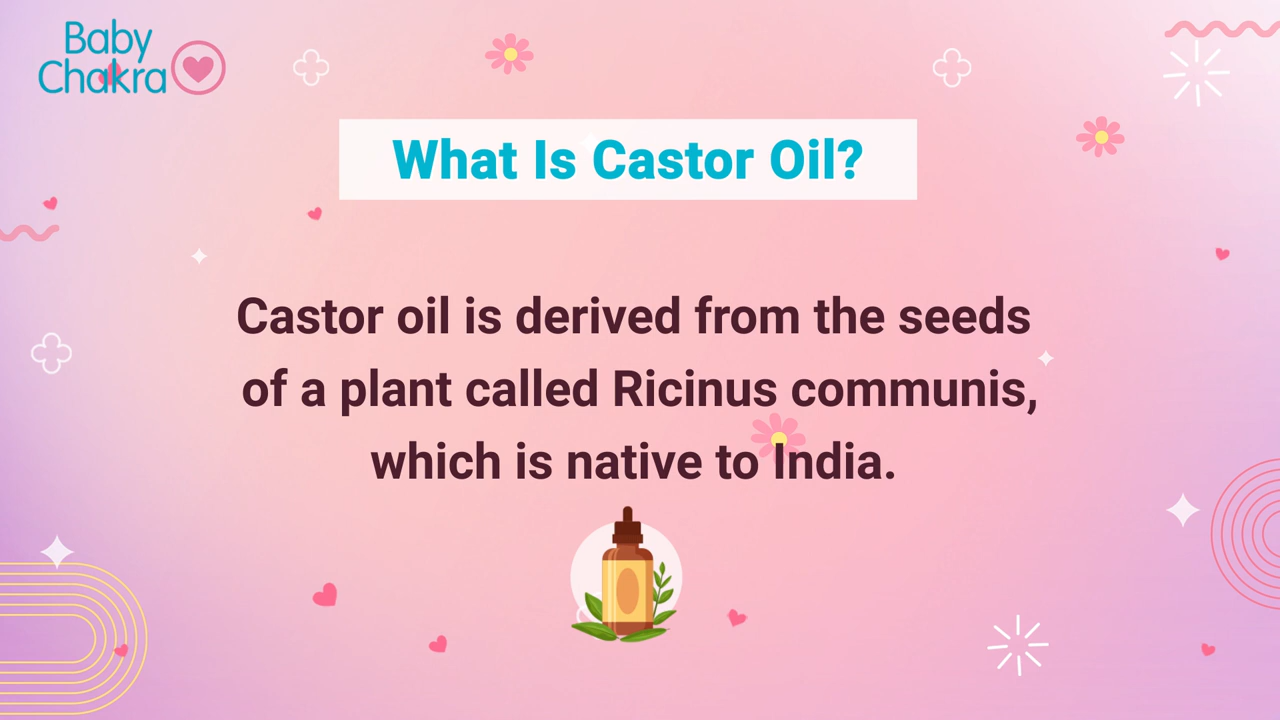 Baby
Chakra
What Is Castor Oil?
Castor oil is derived from the seeds
of a plant called Ricinus communis,
which is native to India.